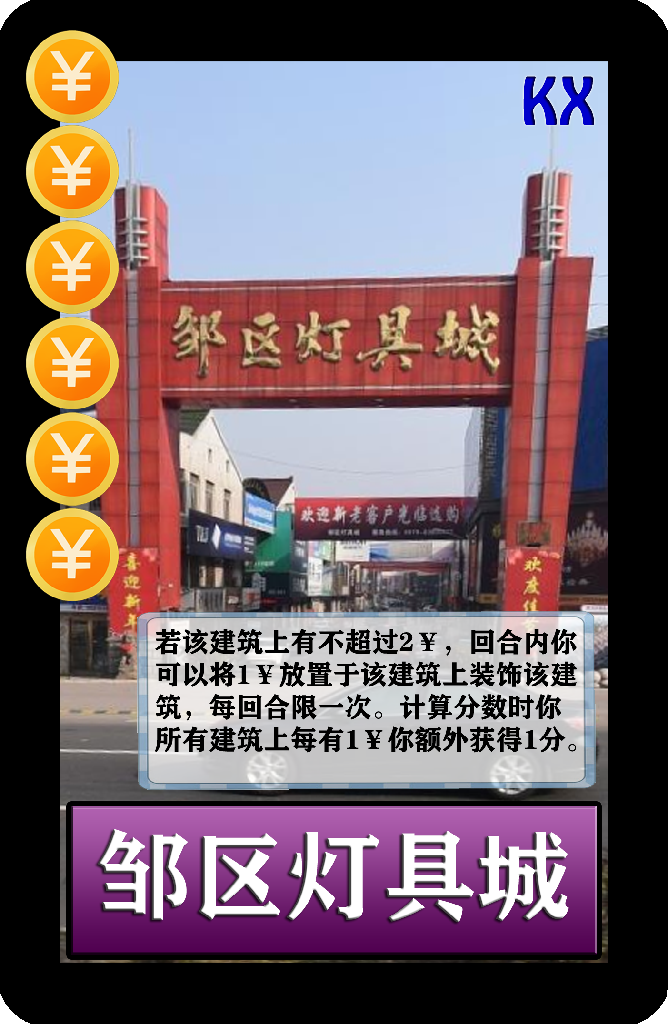 ¥
¥
¥
¥
¥
¥
KX
邹区灯具城
欢迎新老客户光临选购
喜迎新年
欢度佳
若该建筑上有不超过2¥，回合内你
可以将1¥放置于该建筑上装饰该建
筑，每回合限一次。计算分数时你
所有建筑上每有1¥你额外获得1分。
邹区灯具城